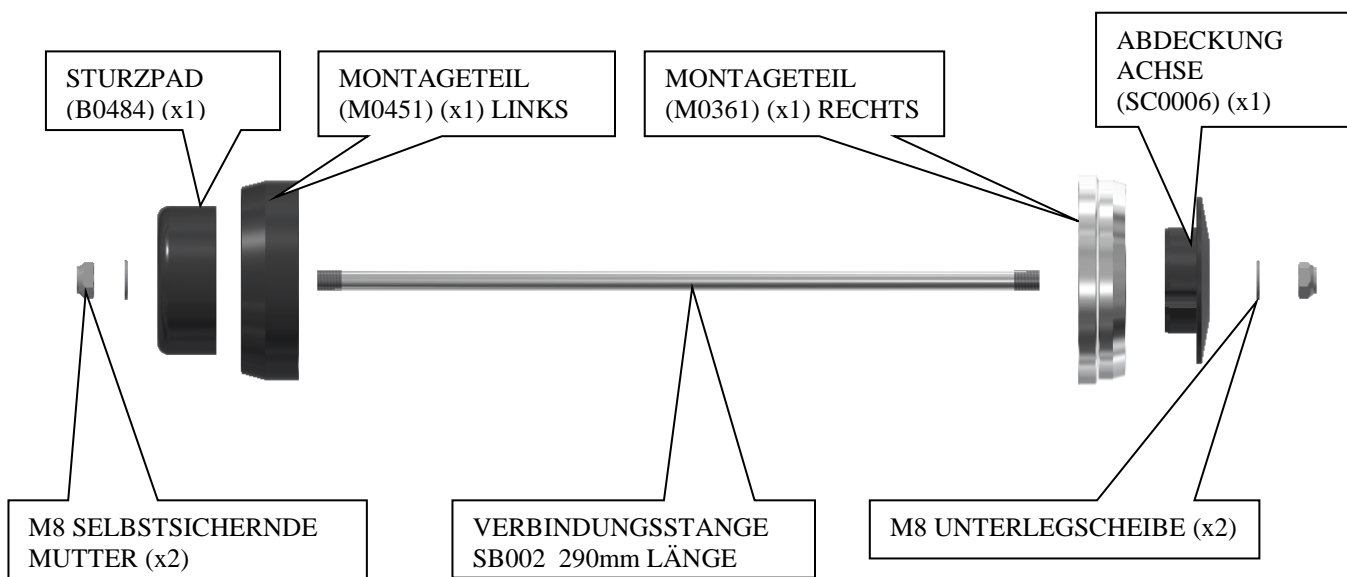 STURZPAD
(B0484) (x1)
MONTAGETEIL
(M0451) (x1) LINKS
MONTAGETEIL
(M0361) (x1) RECHTS
ABDECKUNG
ACHSE
(SC0006) (x1)
M8 SELBSTSICHERNDE
MUTTER (x2)
VERBINDUNGSSTANGE
SB002 290mm LÄNGE
M8 UNTERLEGSCHEIBE (x2)